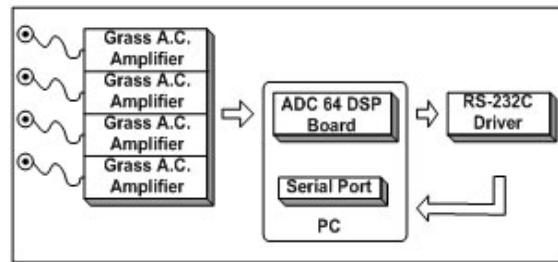 Grass A.C.
Amplifier
Grass A.C.
Amplifier
Grass A.C.
Amplifier
Grass A.C.
Amplifier
ADC 64 DSP
Board
Serial Port
PC
RS-232C
Driver